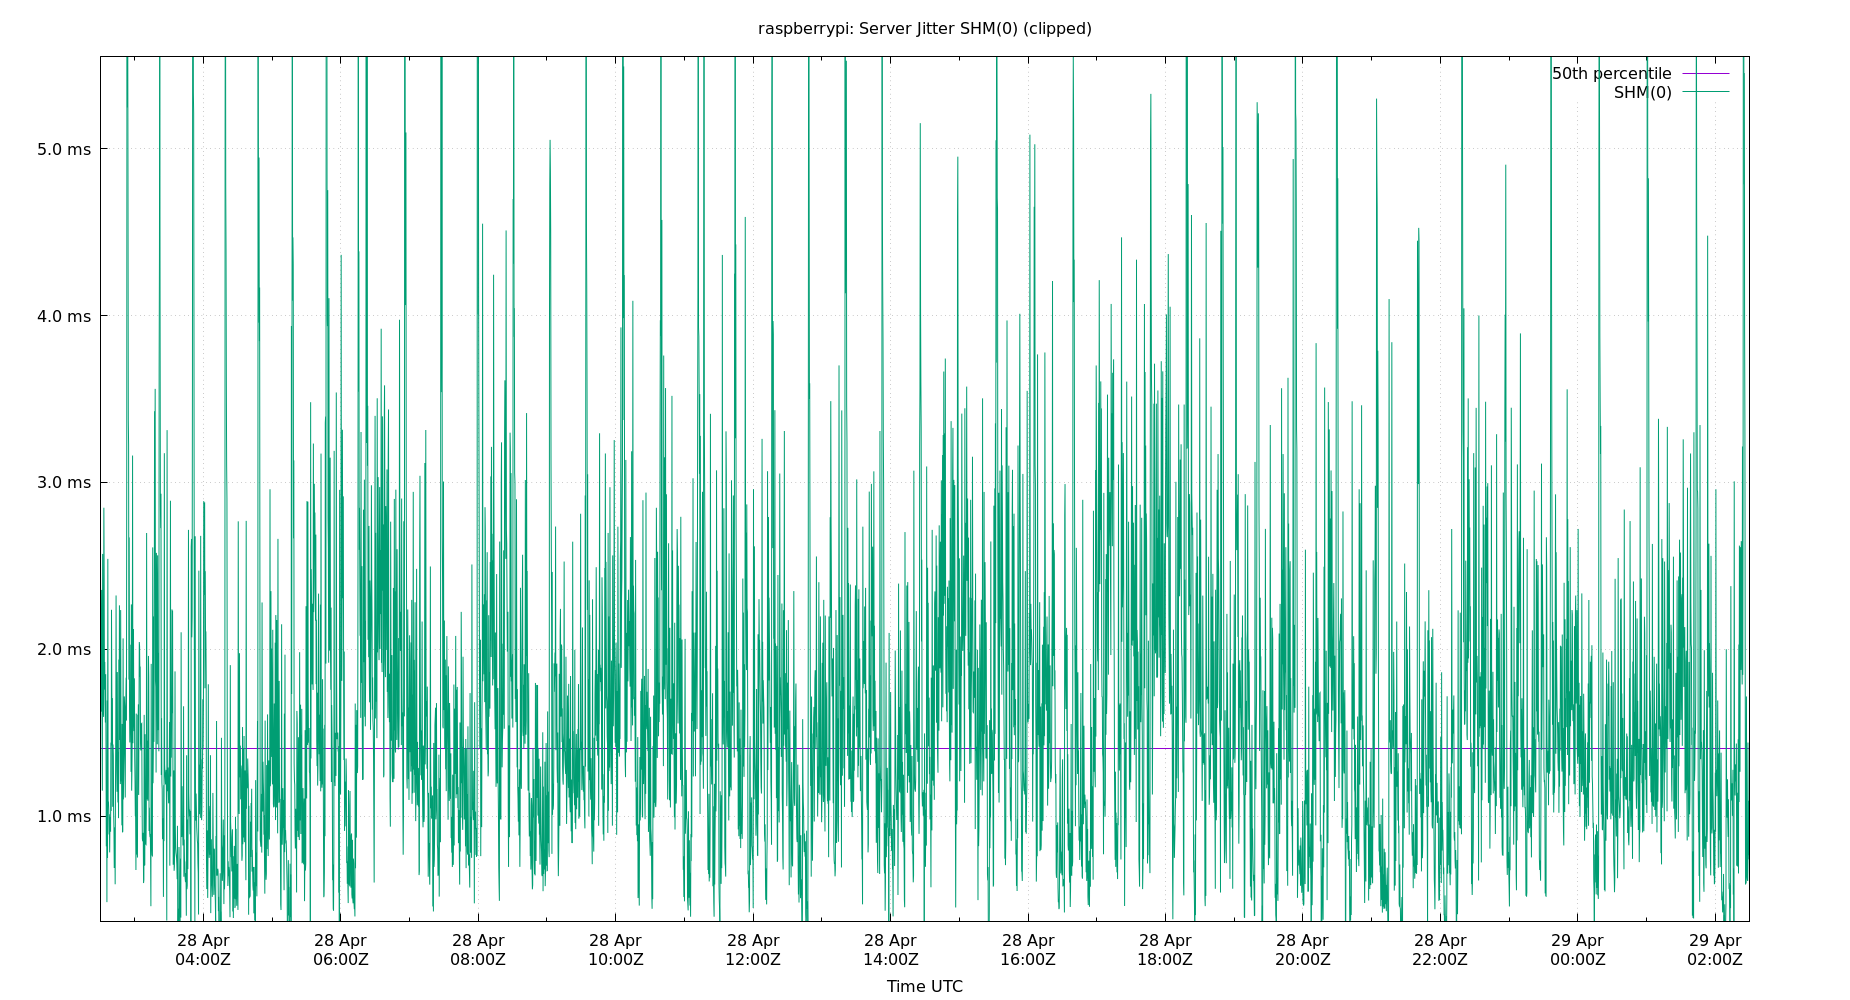 raspberrypi: Server Jitter SHM(0) (clipped)
50th percentile
SHM(0)
5.0 ms
4.0 ms
3.0 ms
2.0 ms
1.0 ms
28 Apr 28 Apr 28 Apr 28 Apr 28 Apr 28 Apr 28 Apr 28 Apr 28 Apr 28 Apr 29 Apr 29 Apr
04:00Z 06:00Z 08:00Z 10:00Z 12:00Z 14:00Z 16:00Z 18:00Z 20:00Z 22:00Z 00:00Z 02:00Z
Time UTC